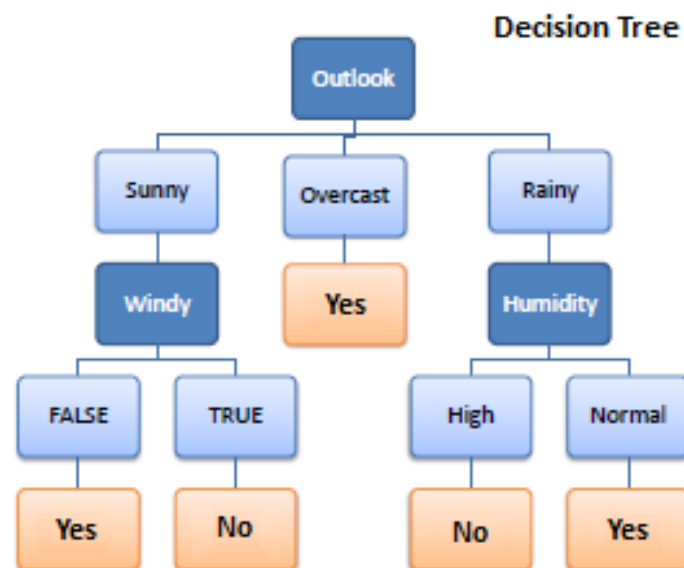 Decision Tree
Outlook
Sunny
Overcast
Rainy
Windy
Yes
Humidity
FALSE
TRUE
High
Normal
Yes
No
No
Yes